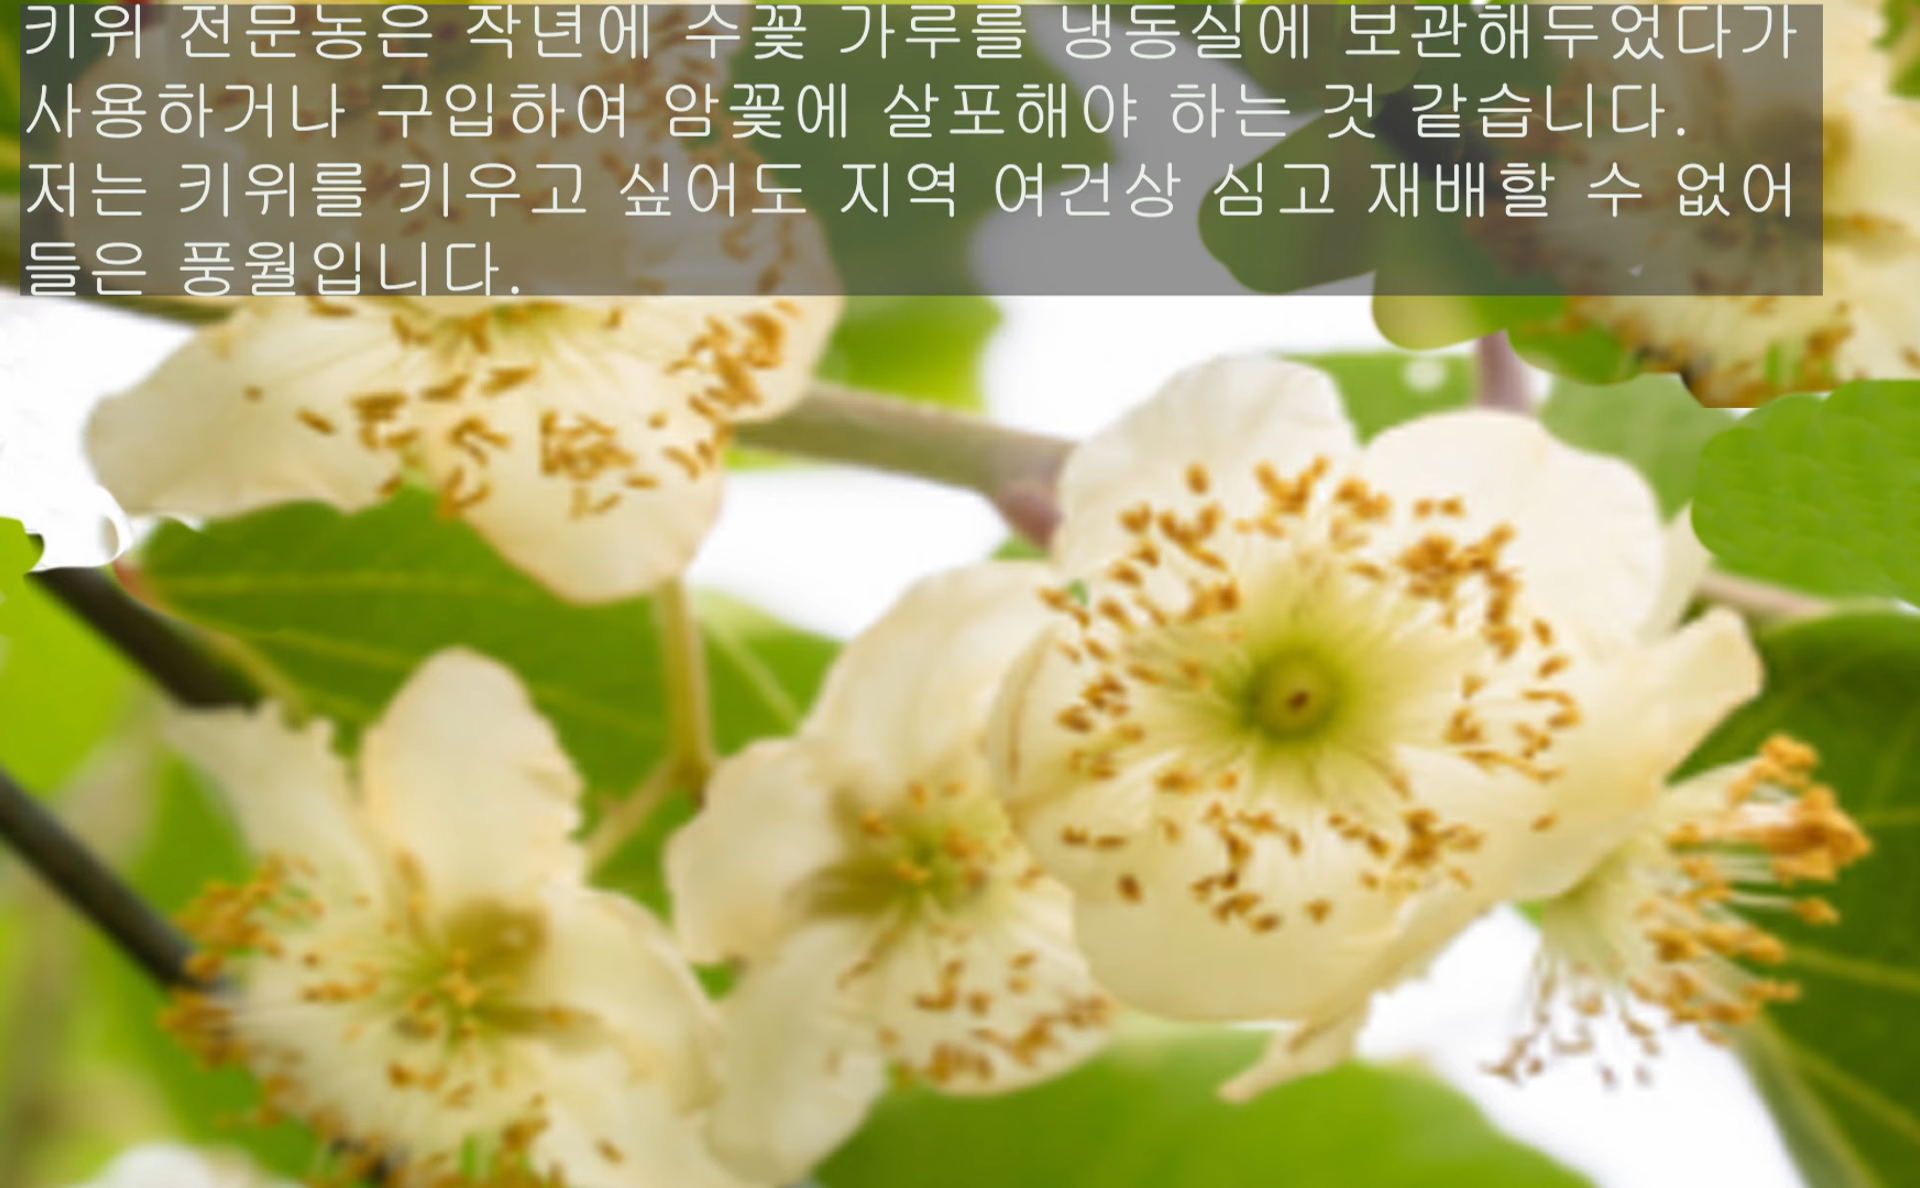 키위 전문농은 작년에 수꽃 가루를 냉동실에 보관해두었다가
사용하거나 구입하여 암꽃에 살포해야 하는 것 같습니다.
저는 키위를 키우고 싶어도 지역 여건상 심고 재배할 수 없어
들은 풍월입니다.